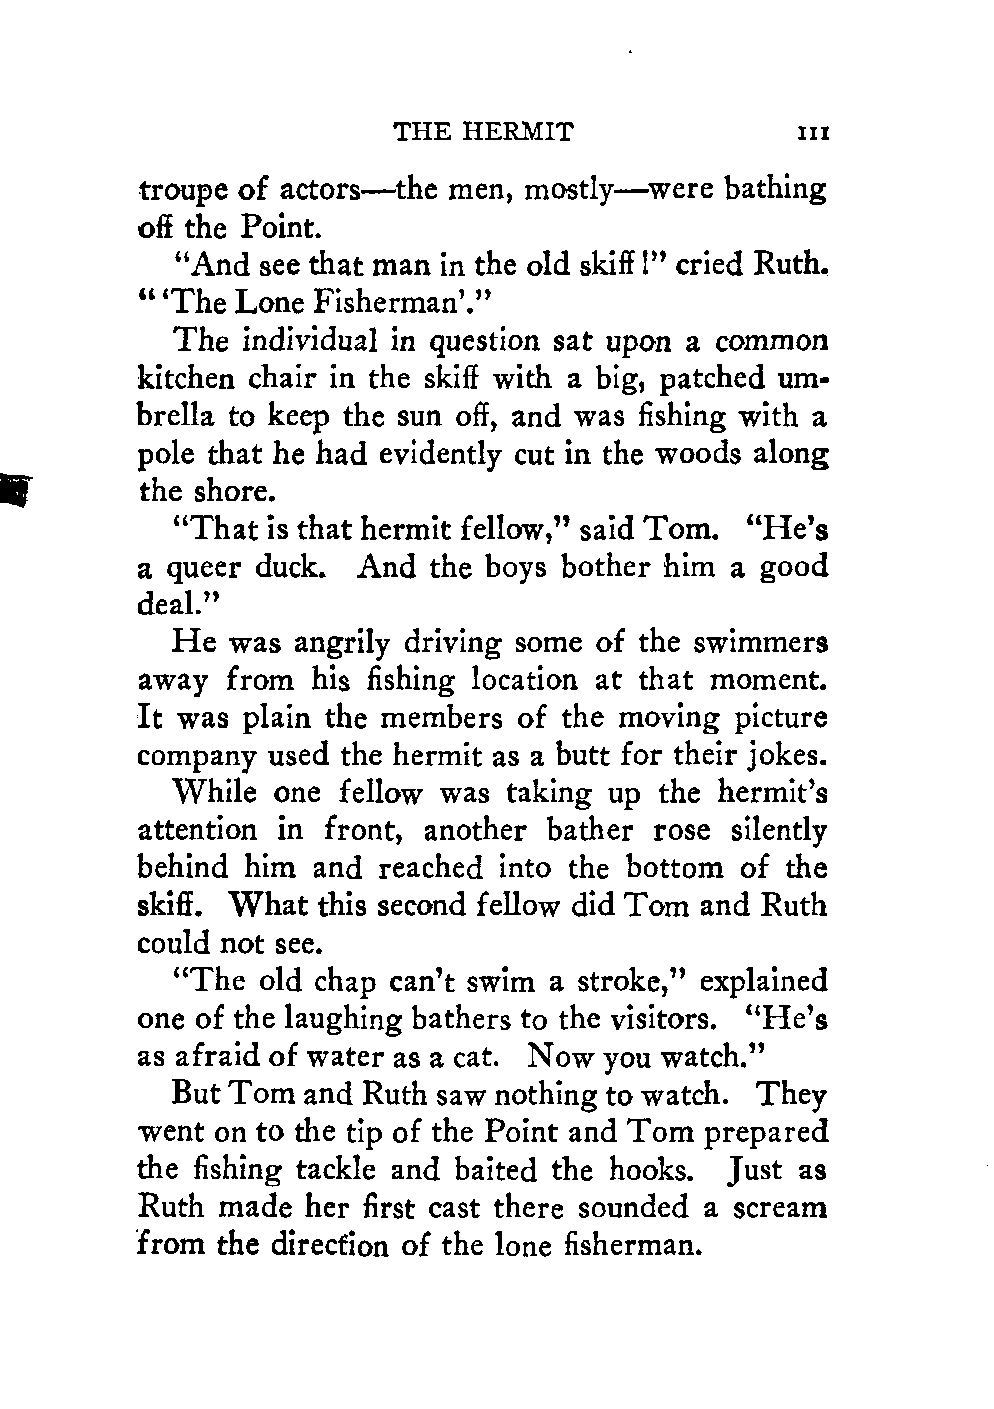 THE HERMIT 111
troupe of actors—the men, mostly—were bathing
off the Point.
"And see that man in the old skiff!" cried Ruth.
"'The Lone Fisherman'."
The individual in question sat upon a common
kitchen chair in the skiff with a big, patched um-
brella to keep the sun off, and was fishing with a
pole that he had evidently cut in the woods along
the shore.
"That is that hermit fellow," said Tom. "He's
a queer duck. And the boys bother him a good
deal."
He was angrily driving some of the swimmers
away from his fishing location at that moment.
It was plain the members of the moving picture
company used the hermit as a butt for their jokes.
While one fellow was taking up the hermit's
attention in front, another bather rose silently
behind him and reached into the bottom of the
skiff. What this second fellow did Tom and Ruth
could not see.
"The old chap can't swim a stroke," explained
one of the laughing bathers to the visitors. "He's
as afraid of water as a cat. Now you watch."
But Tom and Ruth saw nothing to watch. They
went on to the tip of the Point and Tom prepared
the fishing tackle and baited the hooks. Just as
Ruth made her first cast there sounded a scream
from the direction of the lone fisherman.